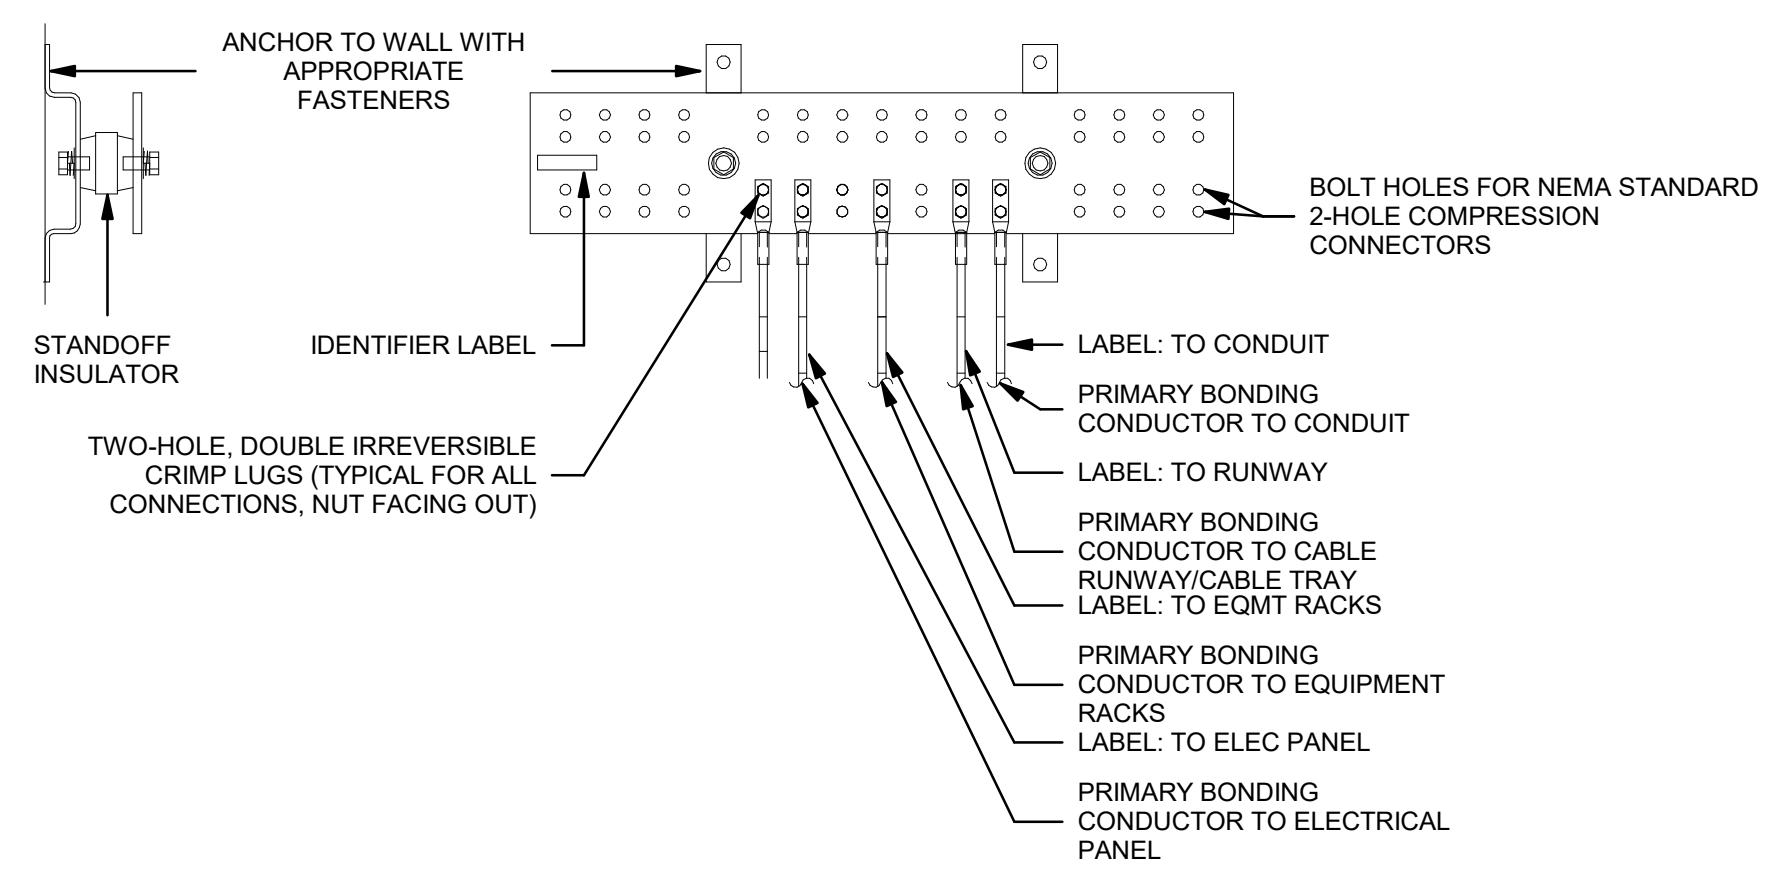 ANCHOR TO WALL WITH
APPROPRIATE
FASTENERS
BOLT HOLES FOR NEMA STANDARD
2-HOLE COMPRESSION
CONNECTORS
STANDOFF
INSULATOR
IDENTIFIER LABEL
TWO-HOLE, DOUBLE IRREVERSIBLE
CRIMP LUGS (TYPICAL FOR ALL
CONNECTIONS, NUT FACING OUT)
LABEL: TO CONDUIT
PRIMARY BONDING
CONDUCTOR TO CONDUIT
LABEL: TO RUNWAY
PRIMARY BONDING
CONDUCTOR TO CABLE
RUNWAY/CABLE TRAY
LABEL: TO EQMT RACKS
PRIMARY BONDING
CONDUCTOR TO EQUIPMENT
RACKS
LABEL: TO ELEC PANEL
PRIMARY BONDING
CONDUCTOR TO ELECTRICAL
PANEL